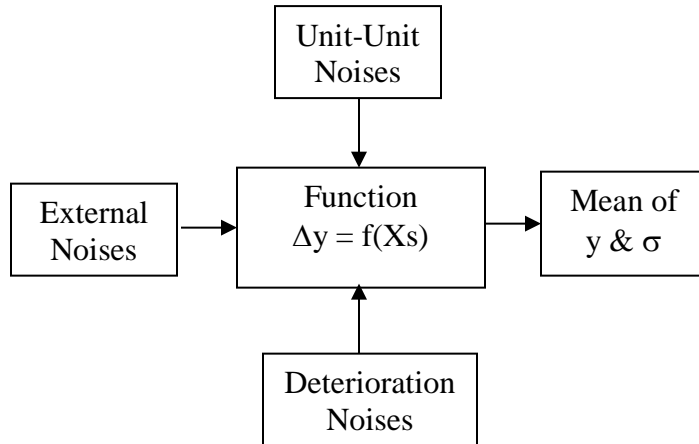 Unit-Unit
Noises
External
Noises
Function
Δy = f(Xs)
Mean of
y & σ
Deterioration
Noises